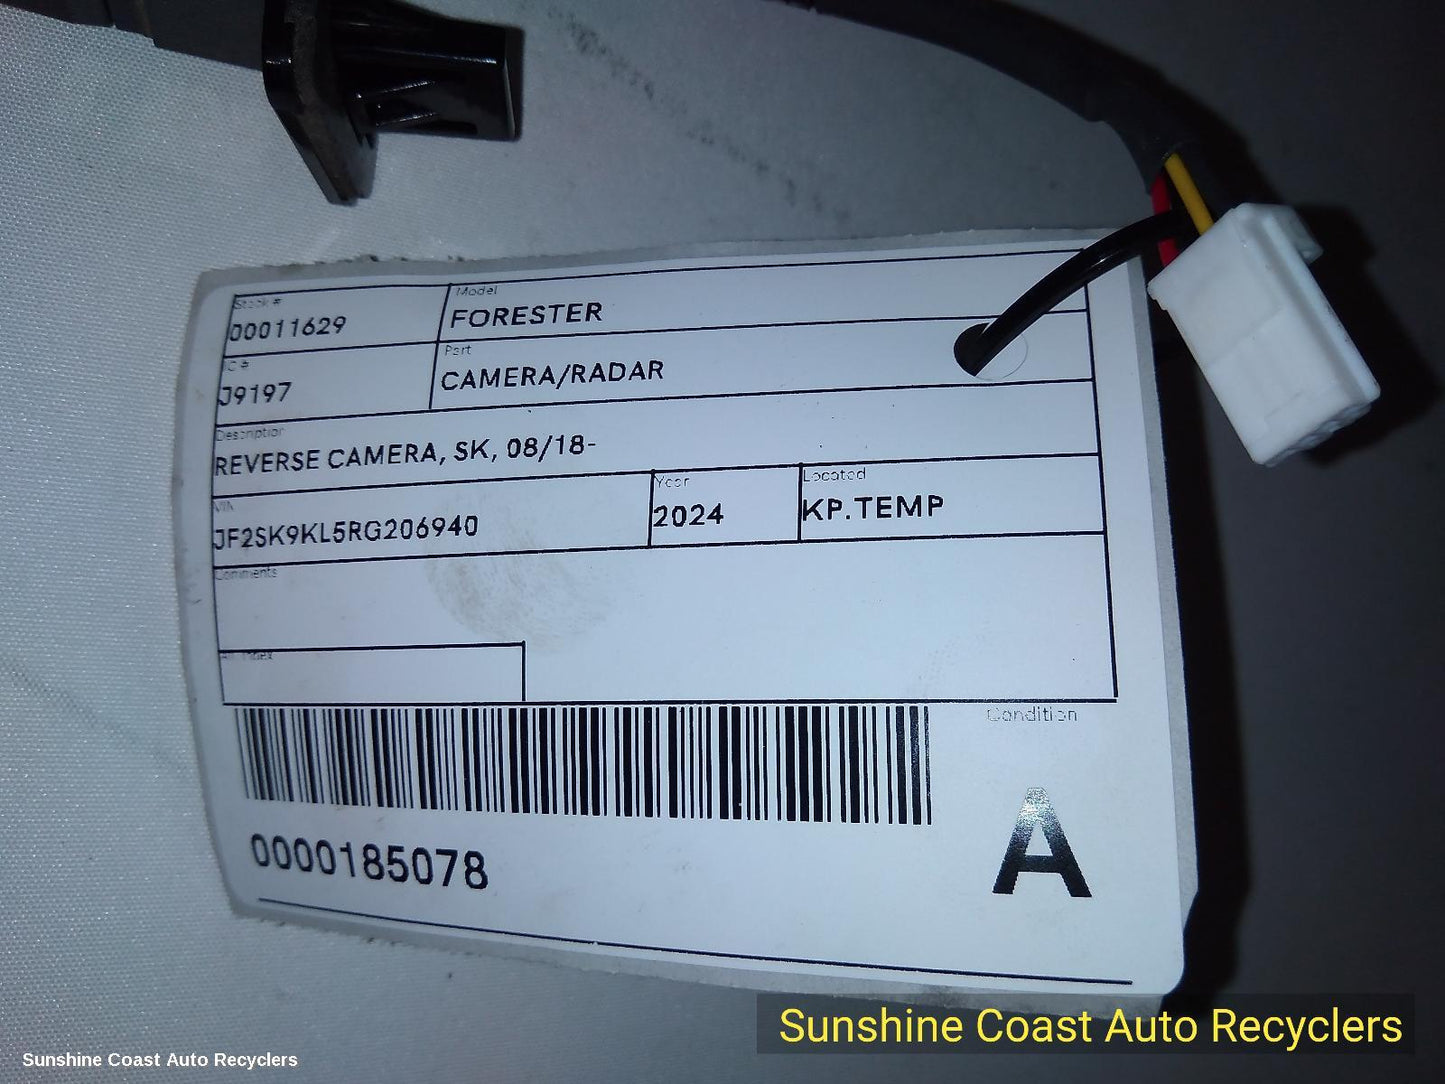 Stock #
00011629
Model
FORESTER
IC #
J9197
Part
CAMERA/RADAR
Description
REVERSE CAMERA, SK, 08/18-
VIN
JF2SK9KL5RG206940
Year
2024
Located
KP.TEMP
Comments
Condition
A
0000185078
Sunshine Coast Auto Recyclers
Sunshine Coast Auto Recyclers